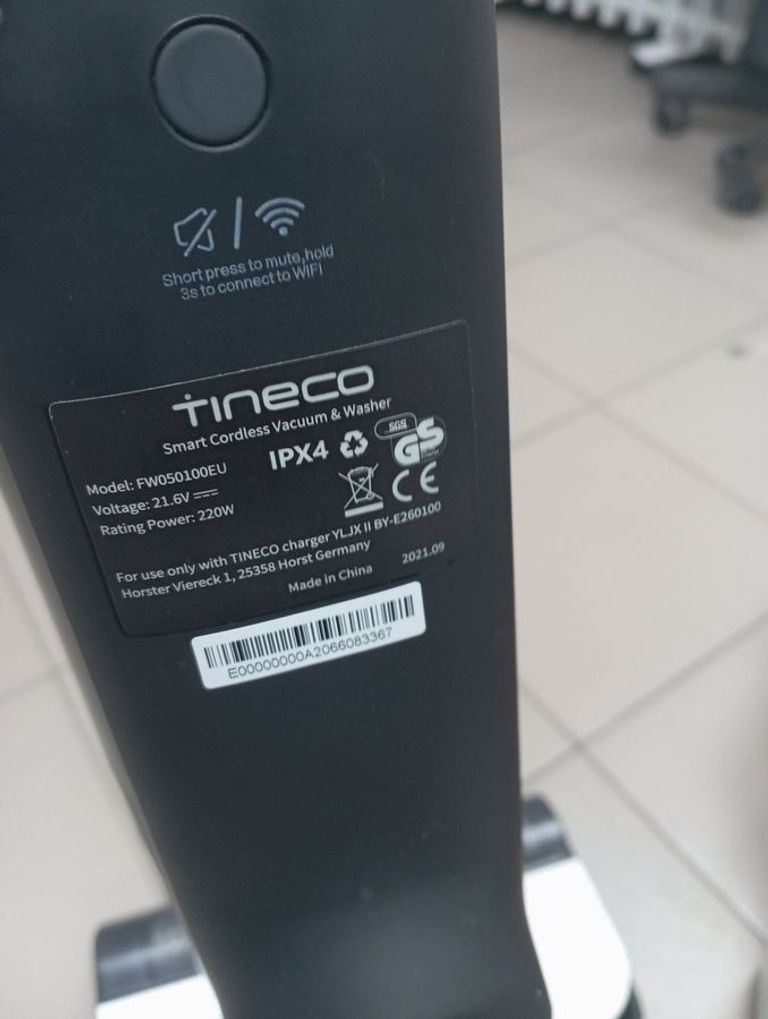 Short press to mute,hold
3s to connect to WIFI
TINECO
Smart Cordless Vacuum & Washer
IPX4
SGS
GS
CE
Model: FW050100EU
Voltage: 21.6V
Rating Power: 220W
For use only with TINECO charger YLJX II BY-E260100
Horster Viereck 1, 25358 Horst Germany
2021.09
Made in China
E00000000A2066083367